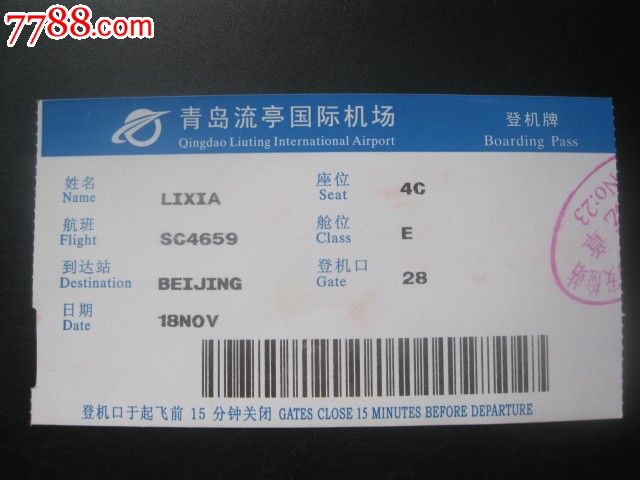 7788.com
青岛流亭国际机场 登机牌
Qingdao Liuting International Airport Boarding Pass
姓名 座位
Name LIXIA Seat 4C
航班 舱位
Flight SC4659 Class E
到达站 登机口
Destination BEIJING Gate 28
日期
Date 18NOV
登机口于起飞前 15 分钟关闭 GATES CLOSE 15 MINUTES BEFORE DEPARTURE
No:23